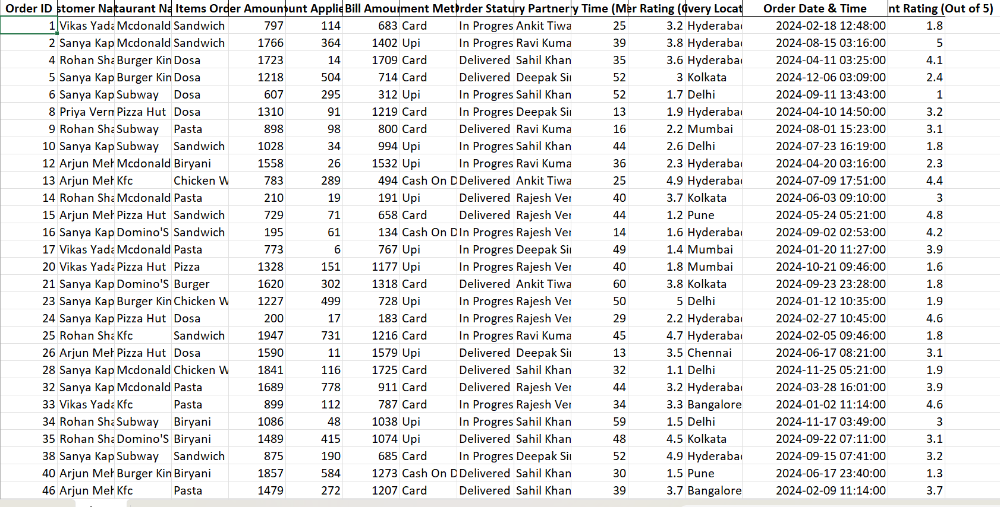 Order ID stomer Na taurant Na Items Ord er Amount unt Applie Bill Amour ment Met rder Statu ry Partner y Time (M er Rating ( very Locat Order Date & Time nt Rating (Out of 5)
1 Vikas Yada Mcdonald Sandwich 797 114 683 Card In Progres Ankit Tiwa 25 3.2 Hyderaba 2024-02-18 12:48:00 1.8
2 Sanya Kap Mcdonald Sandwich 1766 364 1402 Upi In Progres Ravi Kuma 39 3.8 Hyderaba 2024-08-15 03:16:00 5
4 Rohan Sha Burger Kin Dosa 1723 14 1709 Card Delivered Sahil Khan 35 3.6 Hyderaba 2024-04-11 03:25:00 4.1
5 Sanya Kap Burger Kin Dosa 1218 504 714 Card Delivered Deepak Si 52 3 Kolkata 2024-12-06 03:09:00 2.4
6 Sanya Kap Subway Dosa 607 295 312 Upi In Progres Sahil Khan 52 1.7 Delhi 2024-09-11 13:43:00 1
8 Priya Verm Pizza Hut Dosa 1310 91 1219 Card In Progres Deepak Si 13 1.9 Hyderaba 2024-04-10 14:50:00 3.2
9 Rohan Sha Subway Pasta 898 98 800 Card Delivered Ravi Kuma 16 2.2 Mumbai 2024-08-01 15:23:00 3.1
10 Sanya Kap Subway Sandwich 1028 34 994 Upi In Progres Sahil Khan 44 2.6 Delhi 2024-07-23 16:19:00 1.8
12 Arjun Meh Mcdonald Biryani 1558 26 1532 Upi In Progres Ravi Kuma 36 2.3 Hyderaba 2024-04-20 03:16:00 2.3
13 Arjun Meh Kfc Chicken W 783 289 494 Cash On D Delivered Ankit Tiwa 25 4.9 Hyderaba 2024-07-09 17:51:00 4.4
14 Rohan Sha Mcdonald Pasta 210 19 191 Upi Delivered Rajesh Ver 40 3.7 Kolkata 2024-06-03 09:10:00 3
15 Arjun Meh Pizza Hut Sandwich 729 71 658 Card Delivered Rajesh Ver 44 1.2 Pune 2024-05-24 05:21:00 4.8
16 Sanya Kap Domino'S Sandwich 195 61 134 Cash On D In Progres Rajesh Ver 14 1.6 Hyderaba 2024-09-02 02:53:00 4.2
17 Vikas Yada Mcdonald Pasta 773 6 767 Upi In Progres Deepak Si 49 1.4 Mumbai 2024-01-20 11:27:00 3.9
20 Vikas Yada Pizza Hut Pizza 1328 151 1177 Upi In Progres Rajesh Ver 40 1.8 Mumbai 2024-10-21 09:46:00 1.6
21 Sanya Kap Domino'S Burger 1620 302 1318 Card Delivered Ankit Tiwa 60 3.8 Kolkata 2024-09-23 23:28:00 1.8
23 Sanya Kap Burger Kin Chicken W 1227 499 728 Upi In Progres Rajesh Ver 50 5 Delhi 2024-01-12 10:35:00 1.9
24 Sanya Kap Pizza Hut Dosa 200 17 183 Card In Progres Rajesh Ver 29 2.2 Hyderaba 2024-02-27 10:45:00 4.6
25 Rohan Sha Kfc Sandwich 1947 731 1216 Card In Progres Ravi Kuma 45 4.7 Hyderaba 2024-02-05 09:46:00 1.8
26 Arjun Meh Pizza Hut Dosa 1590 11 1579 Upi Delivered Deepak Si 13 3.5 Chennai 2024-06-17 08:21:00 3.1
28 Sanya Kap Mcdonald Chicken W 1841 116 1725 Card Delivered Sahil Khan 32 1.1 Delhi 2024-11-25 05:21:00 1.9
32 Sanya Kap Mcdonald Pasta 1689 778 911 Card Delivered Rajesh Ver 44 3.2 Hyderaba 2024-03-28 16:01:00 3.9
33 Vikas Yada Kfc Pasta 899 112 787 Card In Progres Rajesh Ver 34 3.3 Bangalore 2024-01-02 11:14:00 4.6
34 Rohan Sha Subway Biryani 1086 48 1038 Upi In Progres Sahil Khan 59 1.5 Delhi 2024-11-17 03:49:00 3
35 Rohan Sha Domino'S Biryani 1489 415 1074 Upi Delivered Sahil Khan 48 4.5 Kolkata 2024-09-22 07:11:00 3.1
38 Sanya Kap Subway Sandwich 875 190 685 Card In Progres Deepak Si 52 4.9 Hyderaba 2024-09-15 07:41:00 3.2
40 Arjun Meh Burger Kin Biryani 1857 584 1273 Cash On D Delivered Sahil Khan 30 1.5 Pune 2024-06-17 23:40:00 1.3
46 Arjun Meh Kfc Pasta 1479 272 1207 Card Delivered Sahil Khan 39 3.7 Bangalore 2024-02-09 11:14:00 3.7